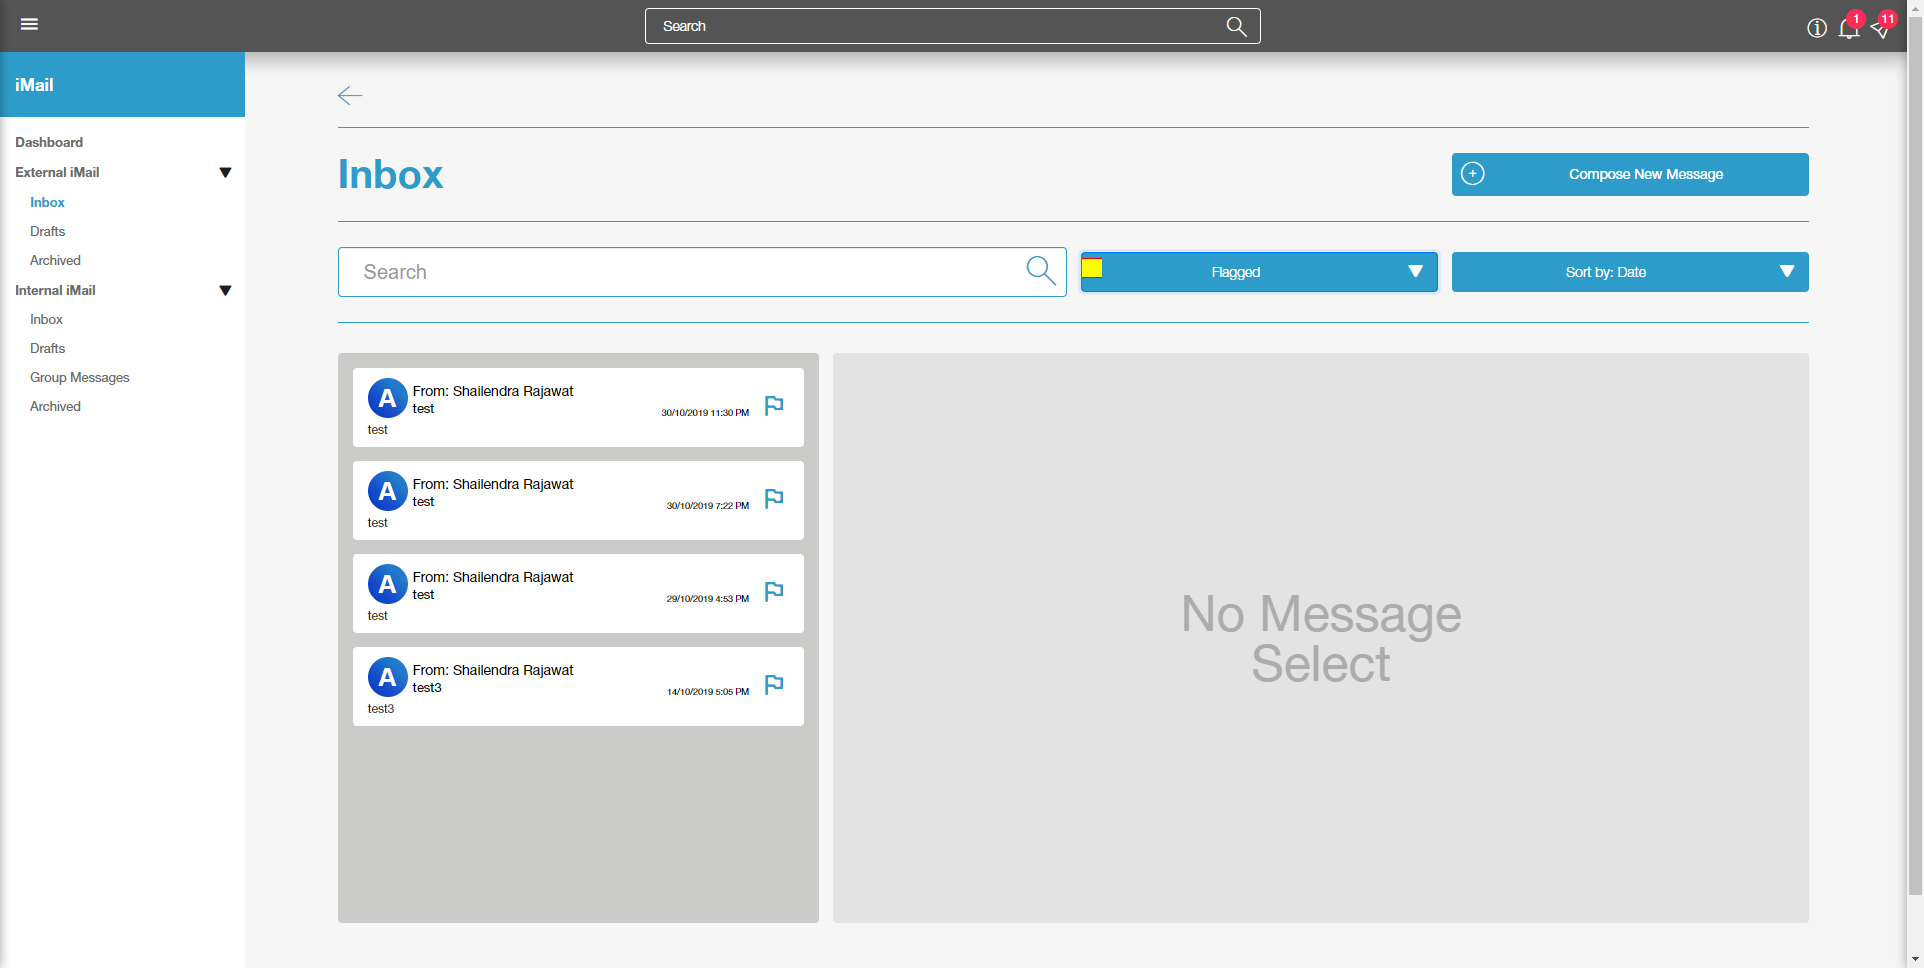 Search
1
11
iMail
Dashboard
External iMail
Inbox
Drafts
Archived
Internal iMail
Inbox
Drafts
Group Messages
Archived
Inbox
Compose New Message
Search
Flagged
Sort by: Date
A
From: Shailendra Rajawat
test
30/10/2019 11:30 PM
test
A
From: Shailendra Rajawat
test
30/10/2019 7:22 PM
test
A
From: Shailendra Rajawat
test
29/10/2019 4:53 PM
test
A
From: Shailendra Rajawat
test3
14/10/2019 5:05 PM
test3
No Message
Select